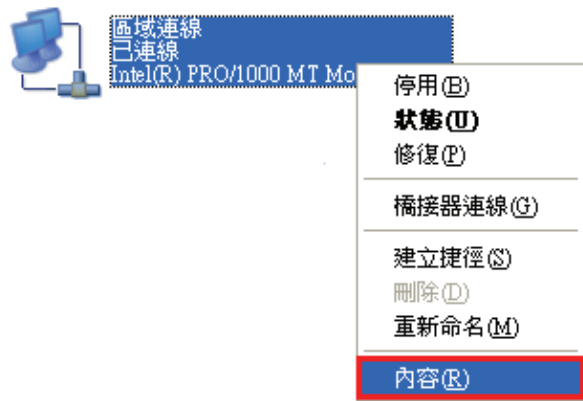 區域連線
已連線
Intel(R) PRO/1000 MT Mo
停用(B)
狀態(U)
修復(P)
橋接器連線(G)
建立捷徑(S)
刪除(D)
重新命名(M)
內容(R)